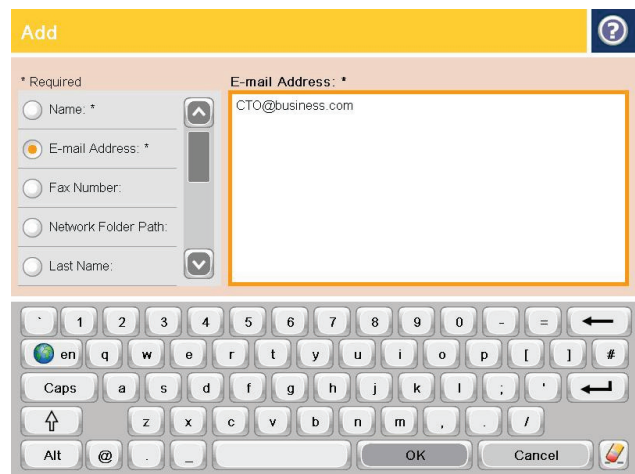 Add
?
* Required
E-mail Address: *
Name: *
CTO@business.com
E-mail Address: *
Fax Number:
Network Folder Path:
Last Name:
` 1 2 3 4 5 6 7 8 9 0 - =
en q w e r t y u i o p [ ] #
Caps a s d f g h j k l ; '
z x c v b n m , . /
Alt @ . _ OK Cancel